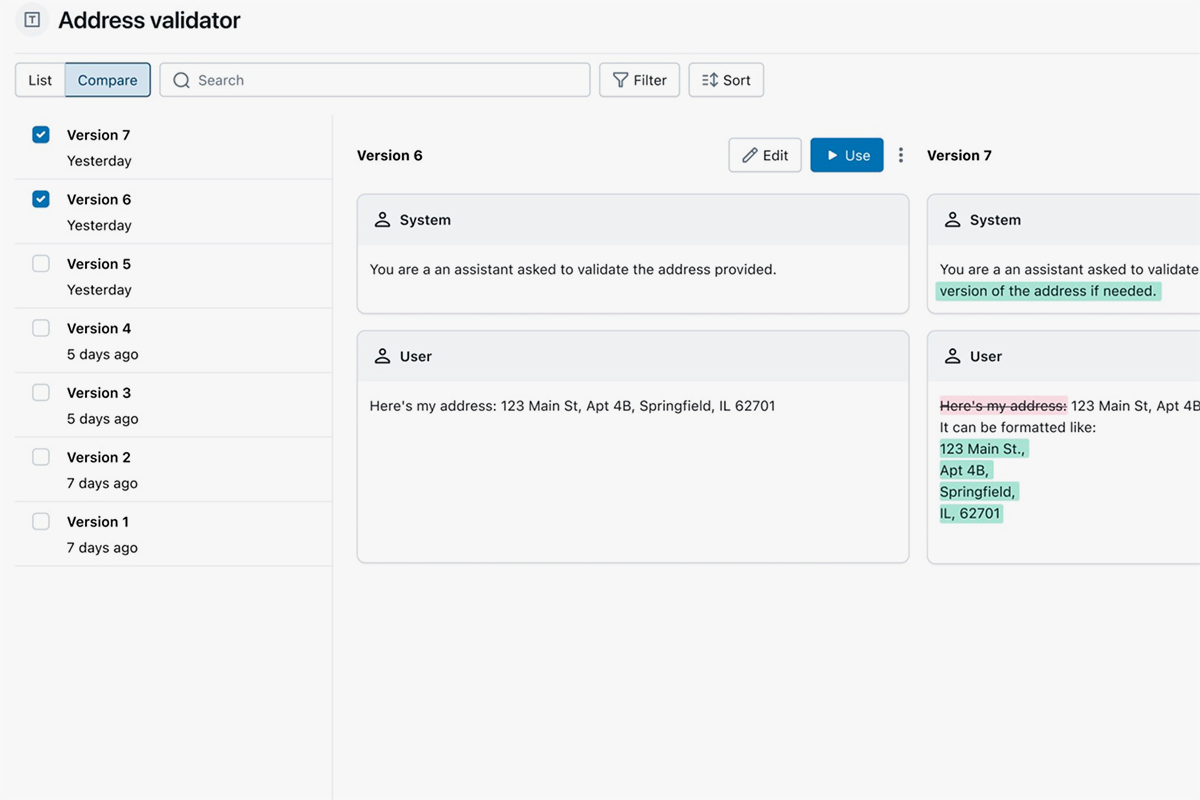 T
Address validator
List
Compare
Search
Filter
Sort
Version 7
Yesterday
Version 6
Yesterday
Version 5
Yesterday
Version 4
5 days ago
Version 3
5 days ago
Version 2
7 days ago
Version 1
7 days ago
Version 6
Edit
Use
System
You are a an assistant asked to validate the address provided.
User
Here's my address: 123 Main St, Apt 4B, Springfield, IL 62701
Version 7
System
You are a an assistant asked to validate
version of the address if needed.
User
Here's my address: 123 Main St, Apt 4B
It can be formatted like:
123 Main St.,
Apt 4B,
Springfield,
IL, 62701